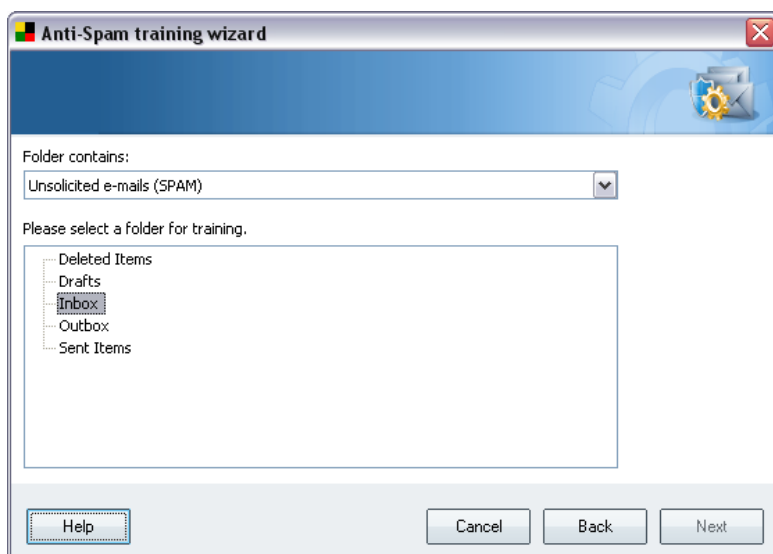 Anti-Spam training wizard
Folder contains:
Unsolicited e-mails (SPAM)
Please select a folder for training.
Deleted Items
Drafts
Inbox
Outbox
Sent Items
Help Cancel Back Next